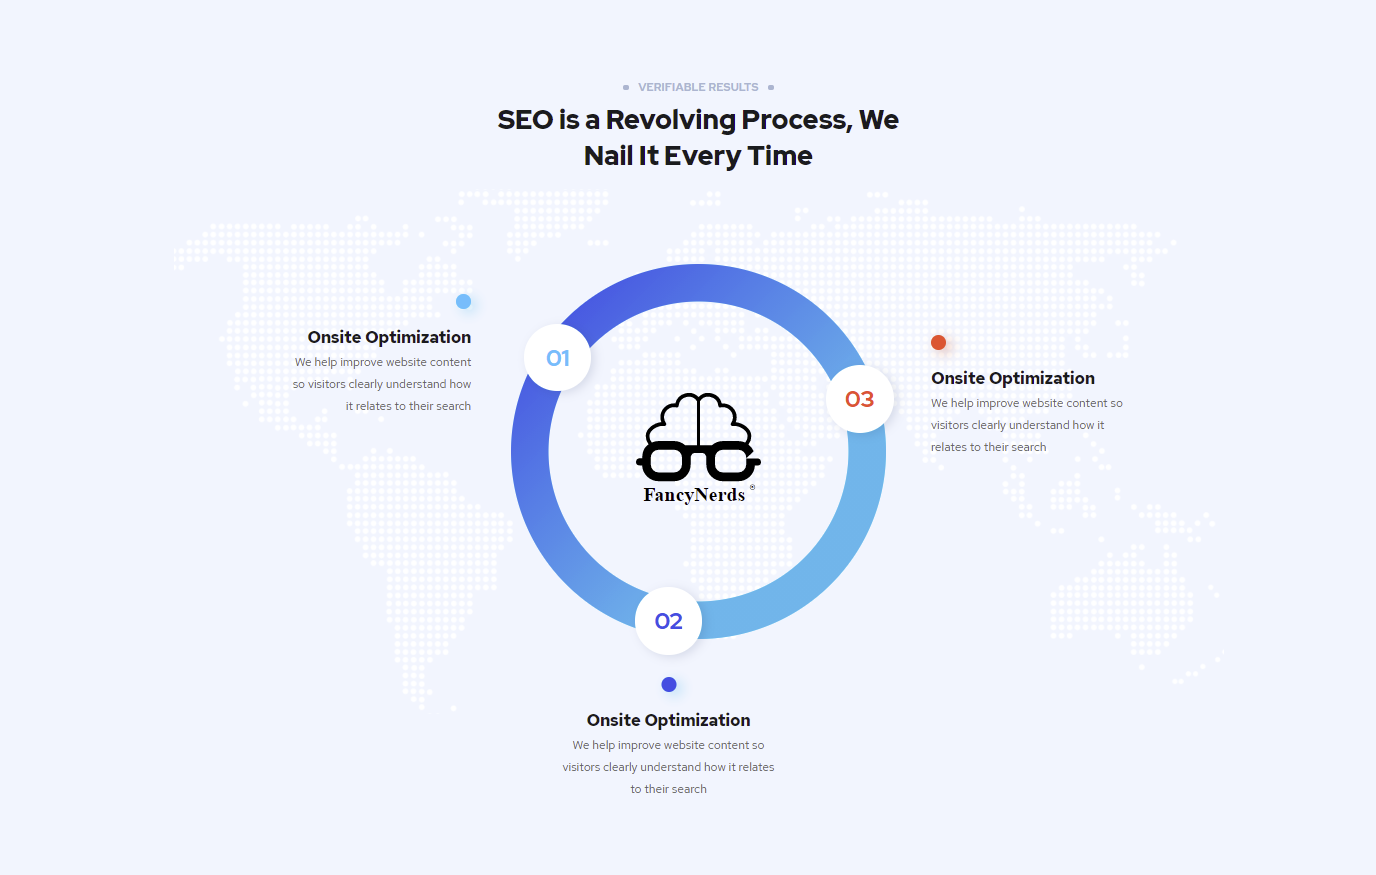 VERIFIABLE RESULTS
SEO is a Revolving Process, We
Nail It Every Time
01
Onsite Optimization
We help improve website content
so visitors clearly understand how
it relates to their search
03
Onsite Optimization
We help improve website content so
visitors clearly understand how it
relates to their search
FancyNerds ®
02
Onsite Optimization
We help improve website content so
visitors clearly understand how it relates
to their search